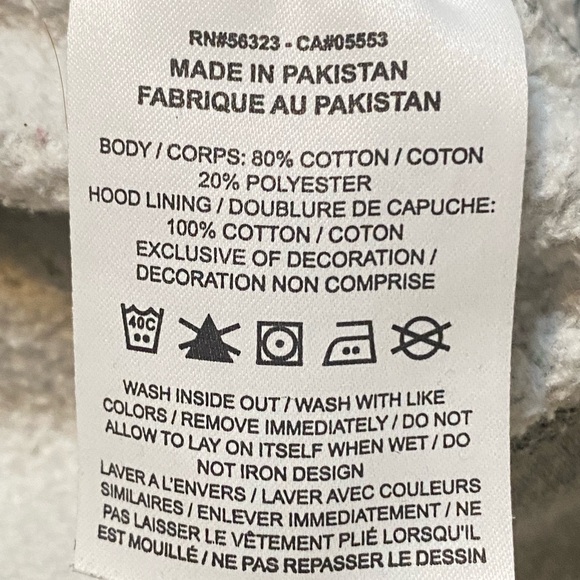 RN#56323 - CA#05553
MADE IN PAKISTAN
FABRIQUE AU PAKISTAN
BODY / CORPS: 80% COTTON / COTON
20% POLYESTER
HOOD LINING / DOUBLURE DE CAPUCHE:
100% COTTON / COTON
EXCLUSIVE OF DECORATION /
DECORATION NON COMPRISE
40C
WASH INSIDE OUT / WASH WITH LIKE
COLORS / REMOVE IMMEDIATELY / DO NOT
ALLOW TO LAY ON ITSELF WHEN WET / DO
NOT IRON DESIGN
LAVER A L'ENVERS / LAVER AVEC COULEURS
SIMILAIRES / ENLEVER IMMEDIATEMENT / NE
PAS LAISSER LE VÊTEMENT PLIÉ LORSQU'IL
EST MOUILLÉ / NE PAS REPASSER LE DESSIN